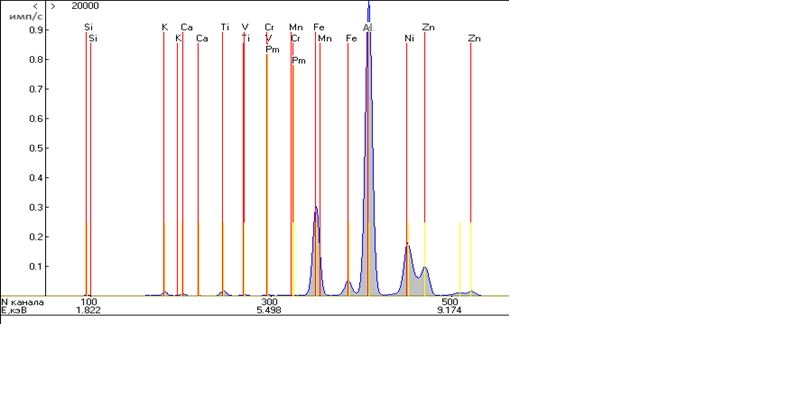 < > 20000
имп/с
Si K Ca Ti V Cr Mn Fe Al Zn
Si K Ca Ti V Cr Mn Fe Ni Zn
Pm
Pm
0.9
0.8
0.7
0.6
0.5
0.4
0.3
0.2
0.1
N канала 100 300 500
E,кэВ 1.822 5.498 9.174